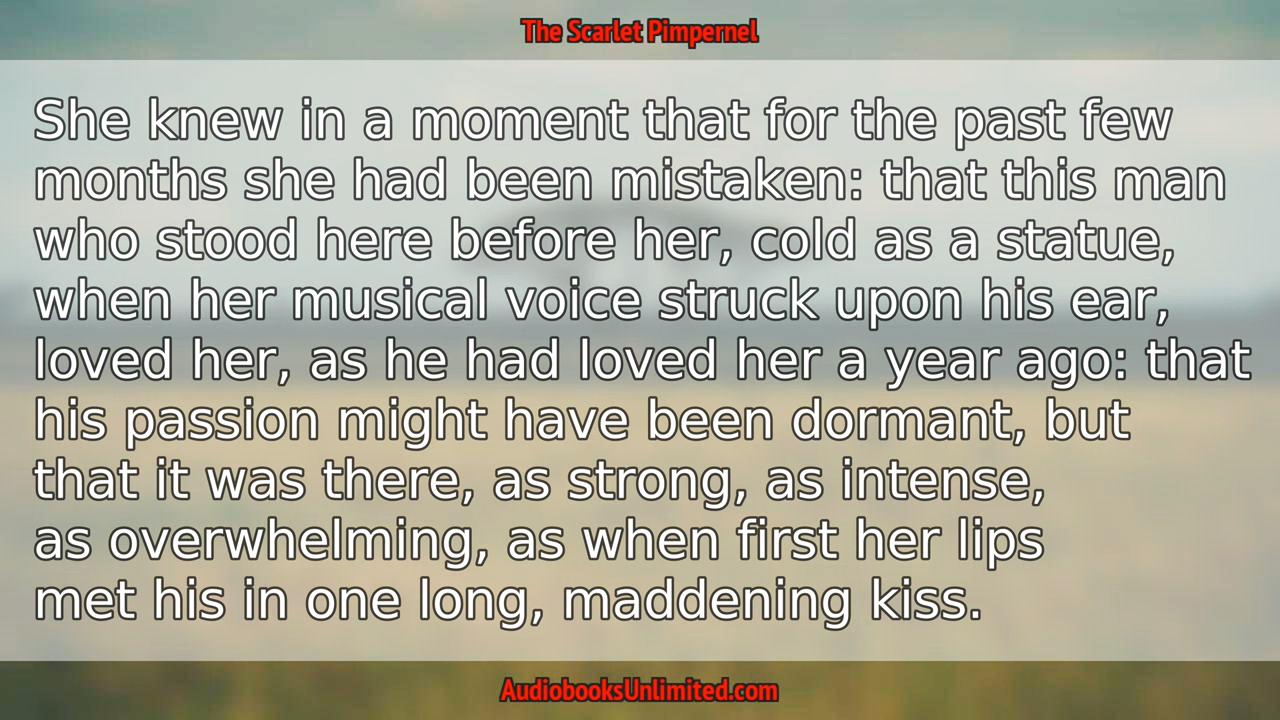 The Scarlet Pimpernel
She knew in a moment that for the past few
months she had been mistaken: that this man
who stood here before her, cold as a statue,
when her musical voice struck upon his ear,
loved her, as he had loved her a year ago: that
his passion might have been dormant, but
that it was there, as strong, as intense,
as overwhelming, as when first her lips
met his in one long, maddening kiss.
AudiobooksUnlimited.com